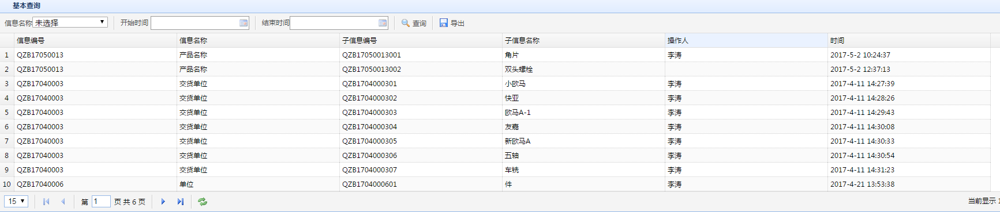 基本查询
信息名称 未选择 开始时间 结束时间 查询 导出
信息编号 信息名称 子信息编号 子信息名称 操作人 时间
1 QZB17050013 产品名称 QZB17050013001 角片 李涛 2017-5-2 10:24:37
2 QZB17050013 产品名称 QZB17050013002 双头螺栓 2017-5-2 12:37:13
3 QZB17040003 交货单位 QZB1704000301 小欧马 李涛 2017-4-11 14:27:39
4 QZB17040003 交货单位 QZB1704000302 快亚 李涛 2017-4-11 14:28:26
5 QZB17040003 交货单位 QZB1704000303 欧马A-1 李涛 2017-4-11 14:29:43
6 QZB17040003 交货单位 QZB1704000304 友嘉 李涛 2017-4-11 14:30:08
7 QZB17040003 交货单位 QZB1704000305 新欧马A 李涛 2017-4-11 14:30:33
8 QZB17040003 交货单位 QZB1704000306 五轴 李涛 2017-4-11 14:30:54
9 QZB17040003 交货单位 QZB1704000307 车铣 李涛 2017-4-11 14:31:23
10 QZB17040006 单位 QZB1704000601 件 李涛 2017-4-21 13:53:38
15 第 1 页 共 6 页 当前显示